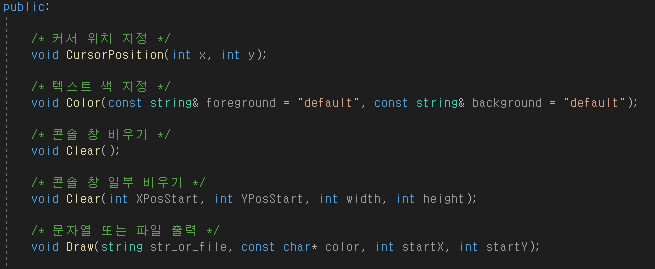 public:
/* 커서 위치 지정 */
void CursorPosition(int x, int y);
/* 텍스트 색 지정 */
void Color(const string& foreground = "default", const string& background = "default");
/* 콘솔 창 비우기 */
void Clear();
/* 콘솔 창 일부 비우기 */
void Clear(int XPosStart, int YPosStart, int width, int height);
/* 문자열 또는 파일 출력 */
void Draw(string str_or_file, const char* color, int startX, int startY);